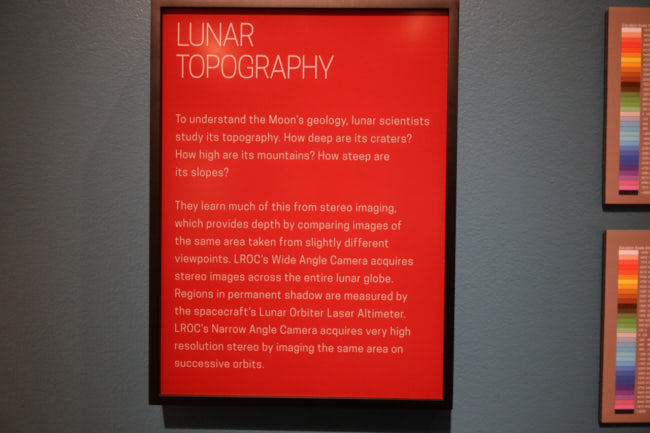 LUNAR
TOPOGRAPHY
To understand the Moon's geology, lunar scientists
study its topography. How deep are its craters?
How high are its mountains? How steep are
its slopes?
They learn much of this from stereo imaging,
which provides depth by comparing images of
the same area taken from slightly different
viewpoints. LROC's Wide Angle Camera acquires
stereo images across the entire lunar globe.
Regions in permanent shadow are measured by
the spacecraft's Lunar Orbiter Laser Altimeter.
LROC's Narrow Angle Camera acquires very high
resolution stereo by imaging the same area on
successive orbits.